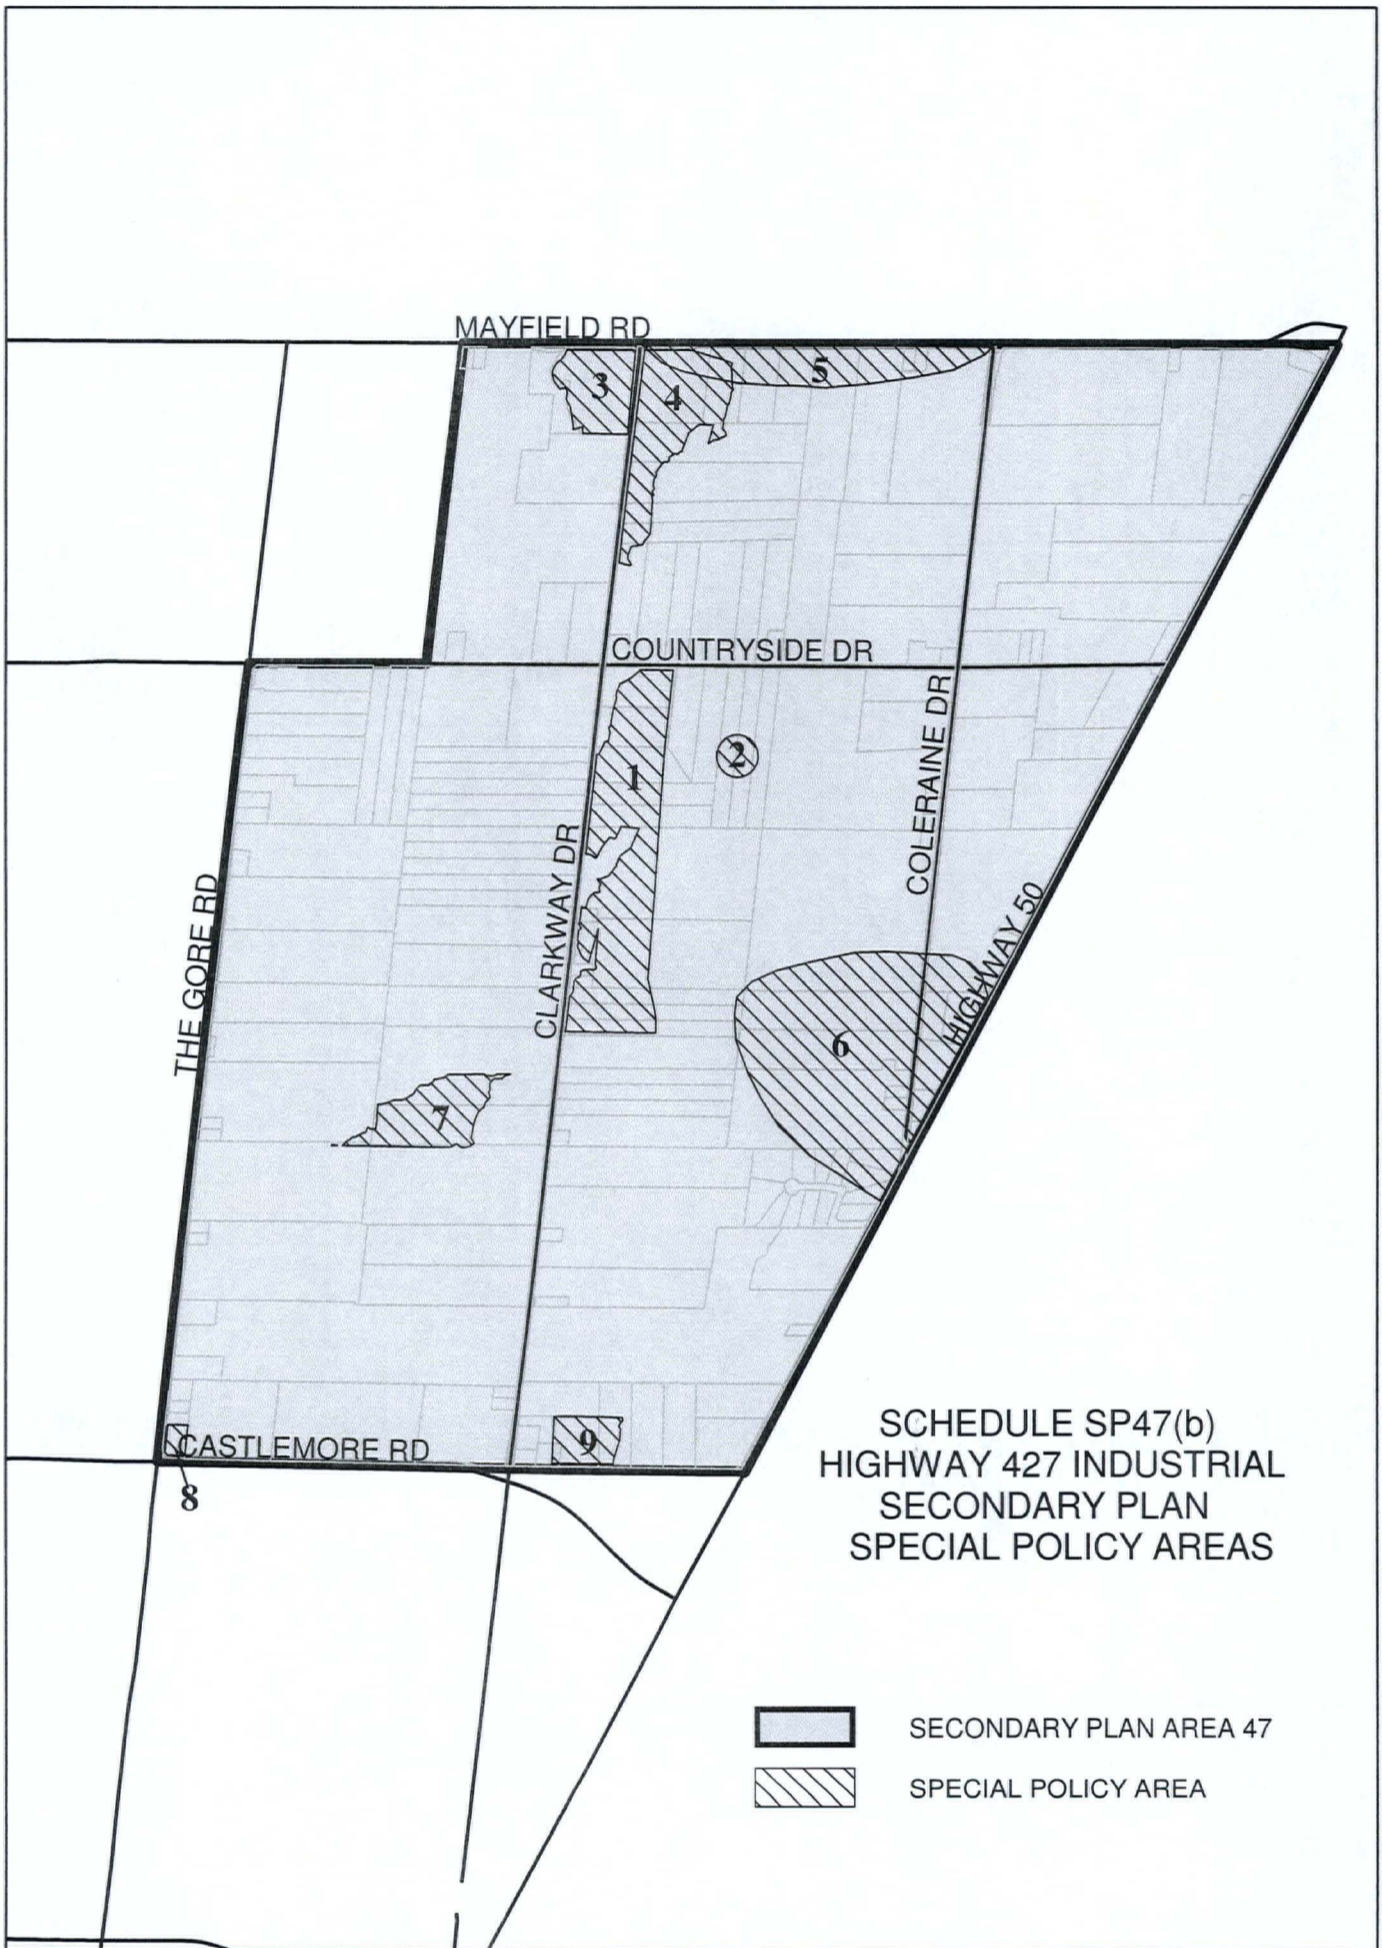 MAYFIELD RD
3
4
5
COUNTRYSIDE DR
1
2
COLERAINE DR
CLARKWAY DR
THE GORE RD
HIGHWAY 50
6
7
CASTLEMORE RD
8
9
SCHEDULE SP47(b)
HIGHWAY 427 INDUSTRIAL
SECONDARY PLAN
SPECIAL POLICY AREAS
SECONDARY PLAN AREA 47
SPECIAL POLICY AREA